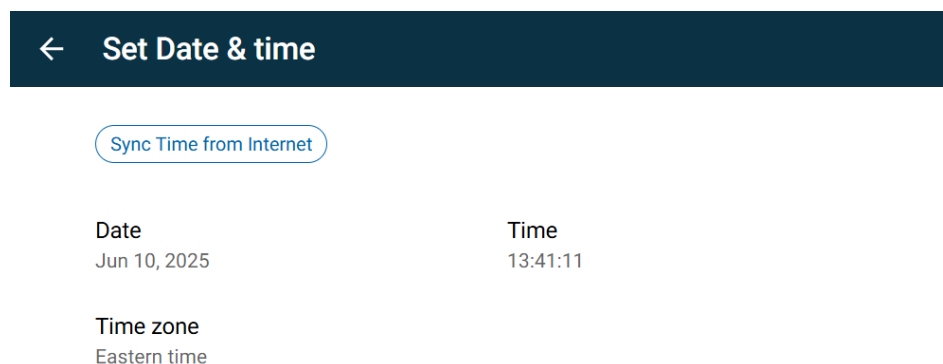 Set Date & time
Sync Time from Internet
Date
Time
Jun 10, 2025
13:41:11
Time zone
Eastern time